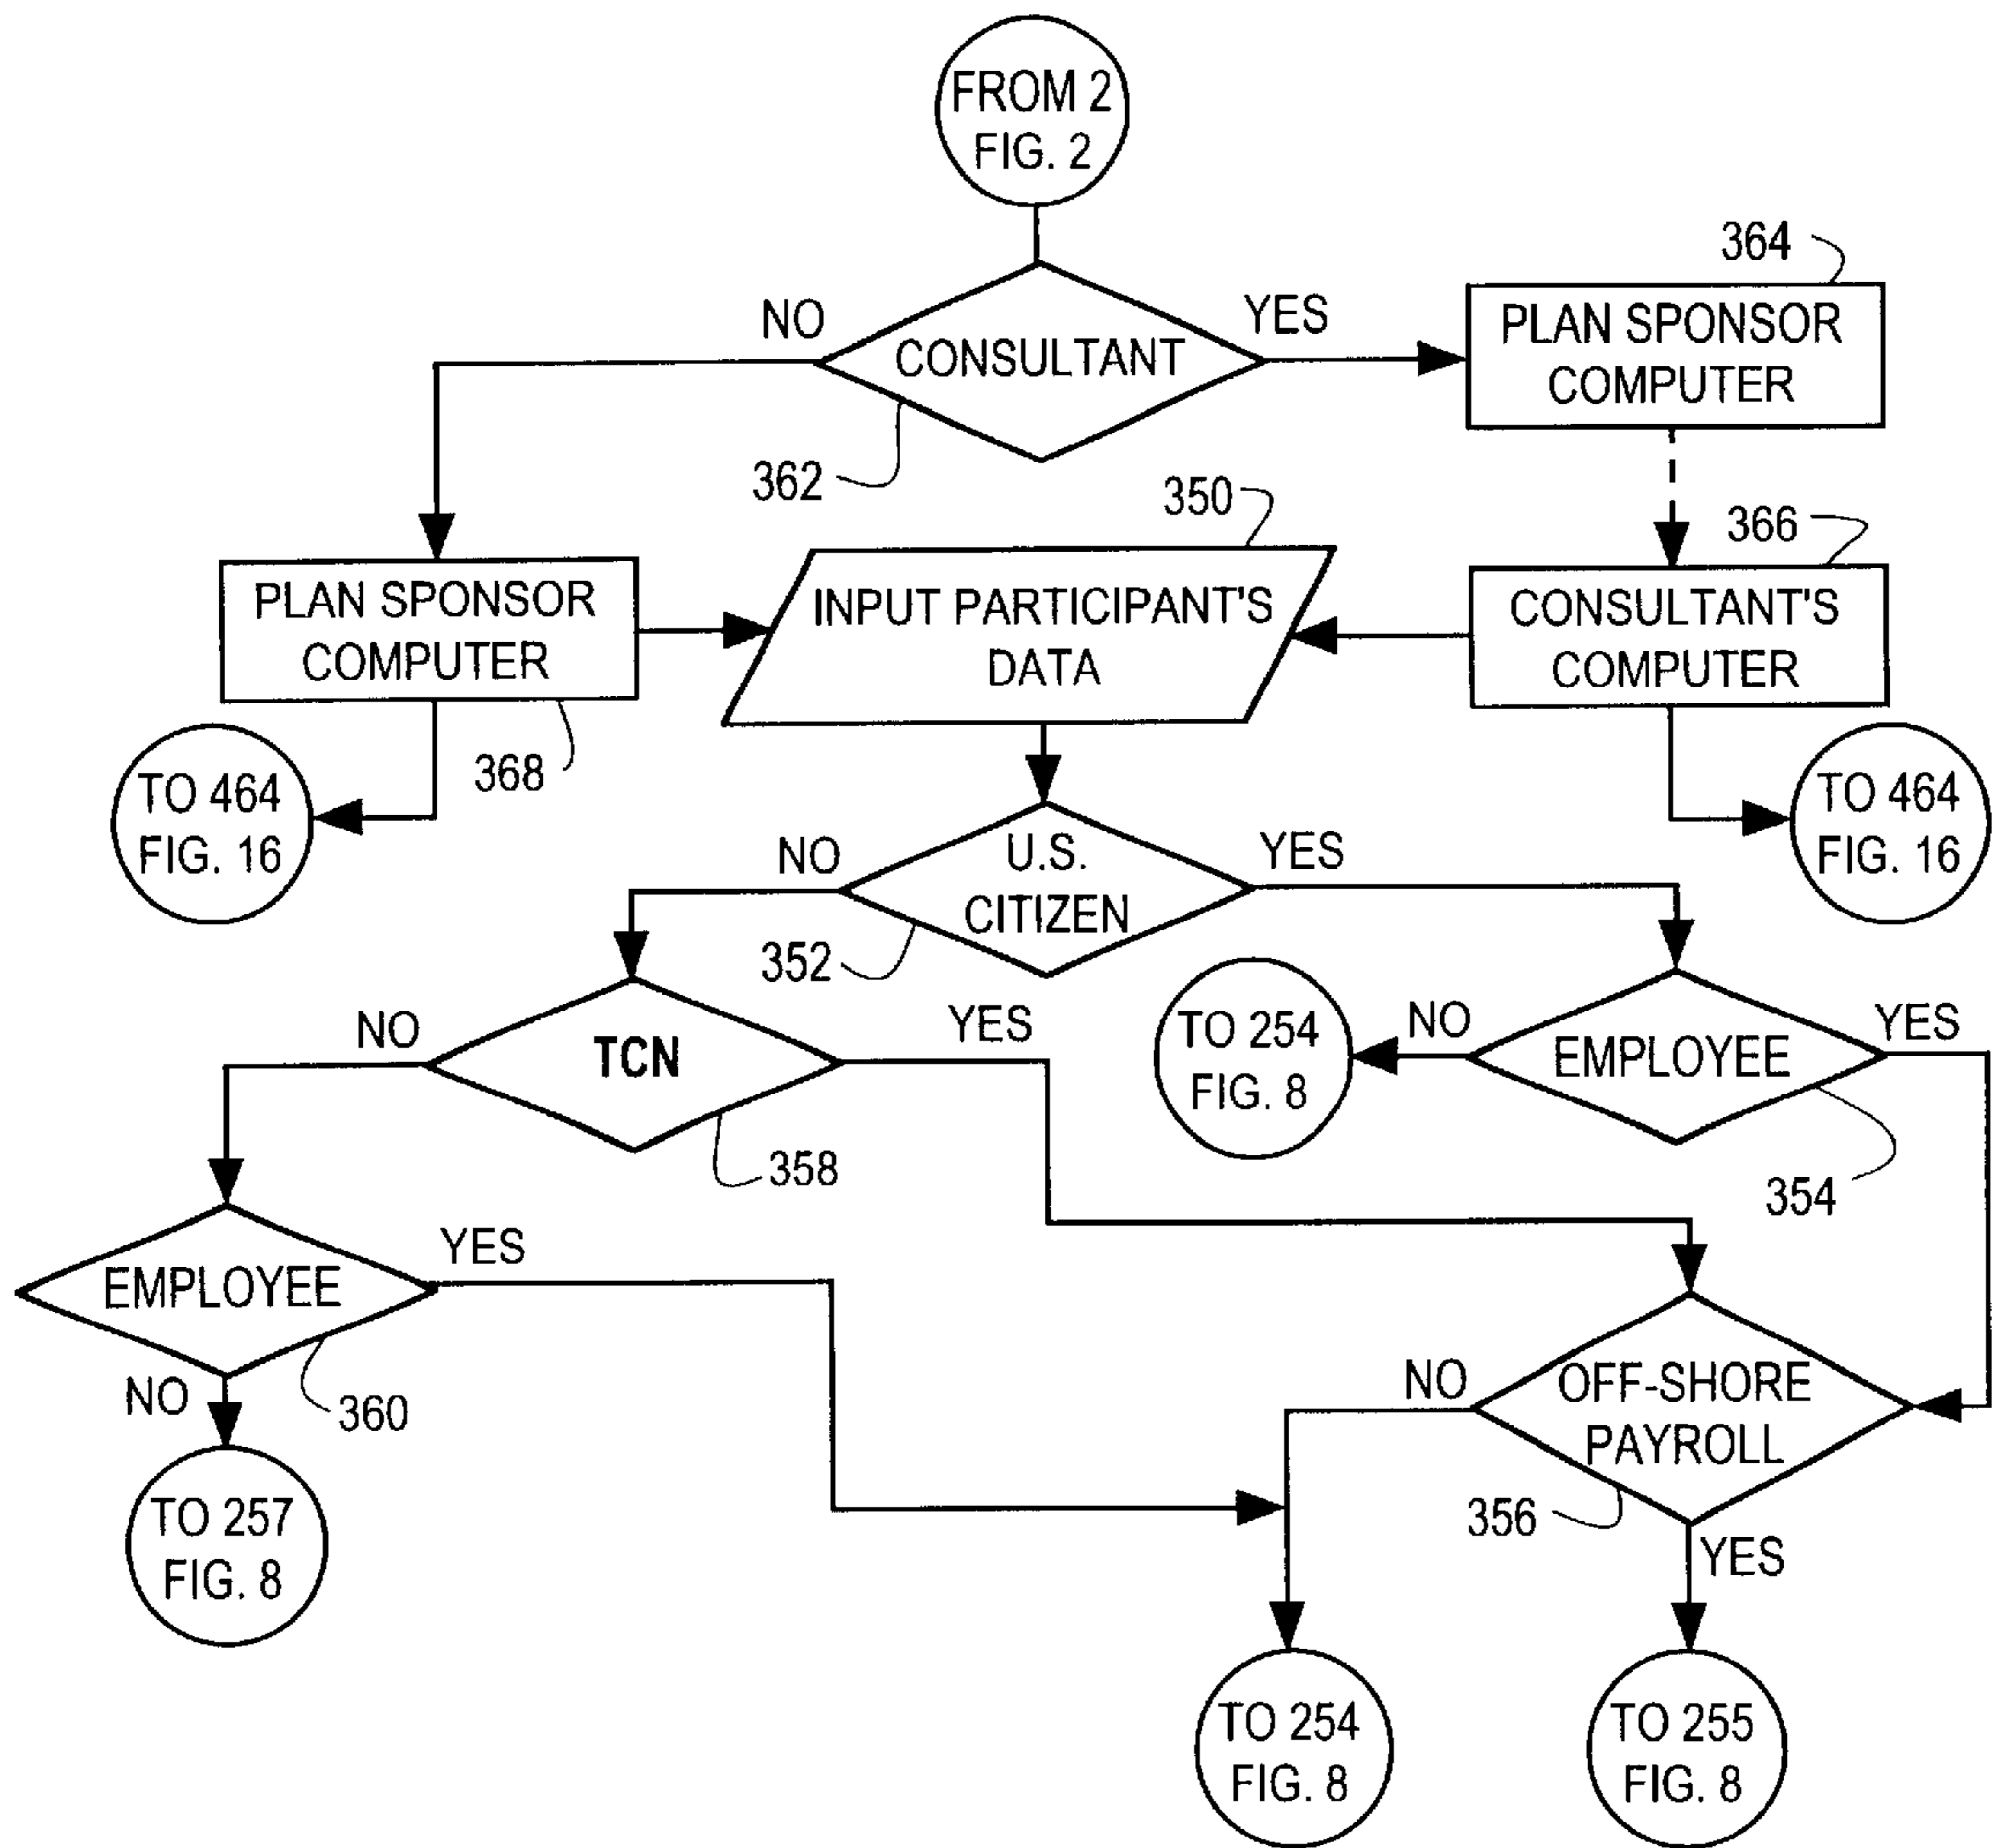 FROM 2
FIG. 2
364
NO
YES
CONSULTANT
PLAN SPONSOR
COMPUTER
362
350
366
PLAN SPONSOR
COMPUTER
INPUT PARTICIPANT'S
DATA
CONSULTANT'S
COMPUTER
368
TO 464
FIG. 16
TO 464
FIG. 16
NO
U.S.
CITIZEN
YES
352
NO
TCN
YES
TO 254
FIG. 8
NO
EMPLOYEE
YES
358
354
EMPLOYEE
YES
NO
360
NO
OFF-SHORE
PAYROLL
356
YES
TO 257
FIG. 8
TO 254
FIG. 8
TO 255
FIG. 8